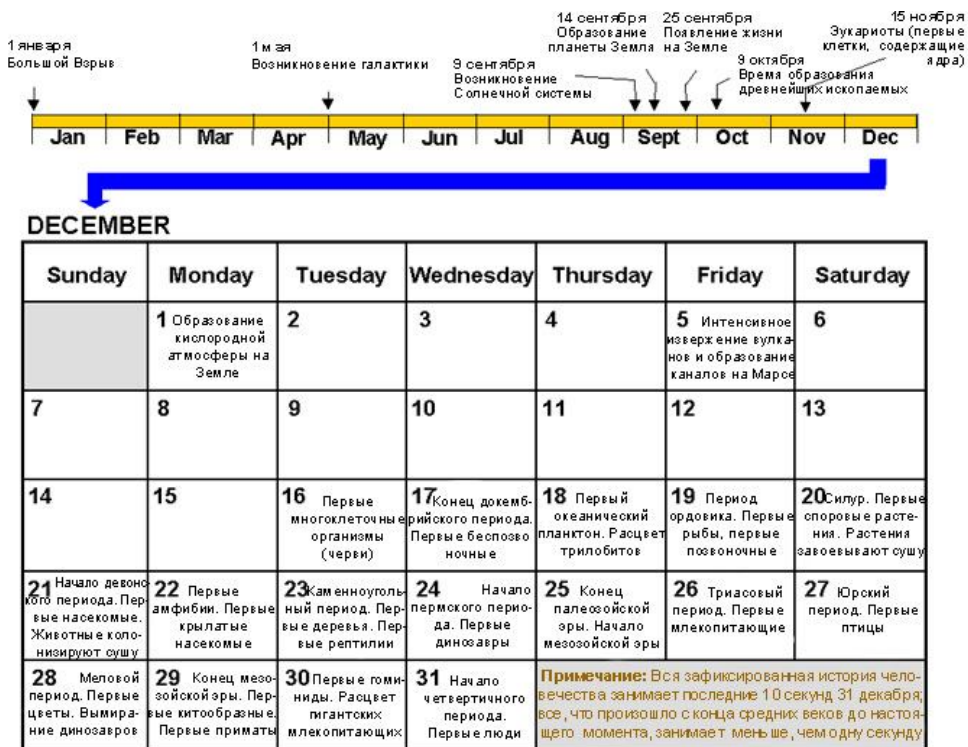 1 января
Большой Взрыв
1 мая
Возникновение галактики
9 сентября
Возникновение
Солнечной системы
14 сентября
Образование
планеты Земля
25 сентября
Появление жизни
на Земле
9 октября
Время образования
древнейших ископаемых
15 ноября
Эукариоты (первые
клетки, содержащие
ядра)
Jan Feb Mar Apr May Jun Jul Aug Sept Oct Nov Dec
DECEMBER
Sunday Monday Tuesday Wednesday Thursday Friday Saturday
1 Образование
кислородной
атмосферы на
Земле
2
3
4
5 Интенсивное
извержение вулка-
нов и образование
каналов на Марсе
6
7
8
9
10
11
12
13
14
15
16 Первые
многоклеточные
организмы
(черви)
17 Конец докемб-
рийского периода.
Первые беспозво
ночные
18 Первый
океанический
планктон. Расцвет
трилобитов
19 Период
ордовика. Первые
рыбы, первые
позвоночные
20 Силур. Первые
споровые расте-
ния. Растения
завоевывают сушу
21 Начало девонс
кого периода. Пер-
вые насекомые.
Животные коло-
низируют сушу
22 Первые
амфибии. Первые
крылатые
насекомые
23 Каменноуголь-
ный период. Пер-
вые деревья. Пер-
вые рептилии
24 Начало
пермского перио-
да. Первые
динозавры
25 Конец
палеозойской
эры. Начало
мезозойской эры
26 Триасовый
период. Первые
млекопитающие
27 Юрский
период. Первые
птицы
28 Меловой
период. Первые
цветы. Вымира-
ние динозавров
29 Конец мезо-
зойской эры. Пер-
вые китообразные.
Первые приматы
30 Первые гоми-
ниды. Расцвет
гигантских
млекопитающих
31 Начало
четвертичного
периода.
Первые люди
Примечание: Вся зафиксированная история чело-
вечества занимает последние 10 секунд 31 декабря;
все, что произошло с конца средних веков до настоя-
щего момента, занимает меньше, чем одну секунду